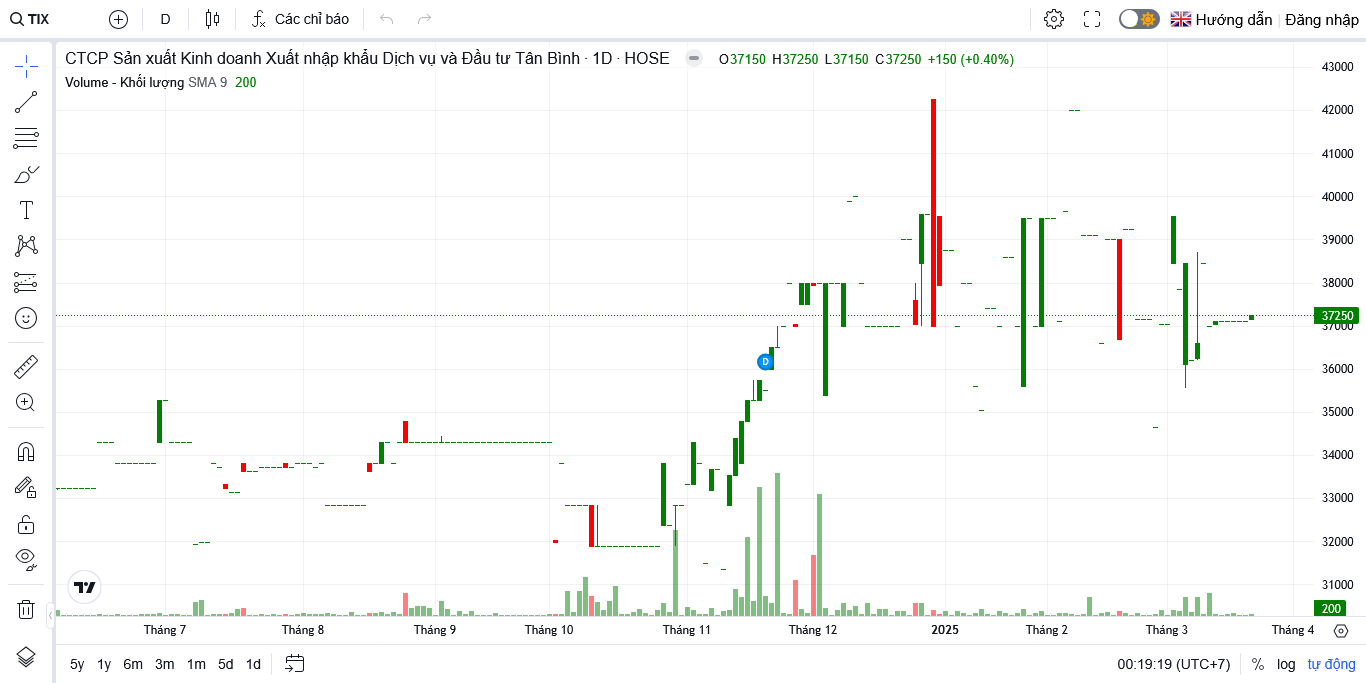 TIX D Các chỉ báo Hướng dẫn Đăng nhập
CTCP Sản xuất Kinh doanh Xuất nhập khẩu Dịch vụ và Đầu tư Tân Bình · 1D · HOSE O37150 H37250 L37150 C37250 +150 (+0.40%)
Volume - Khối lượng SMA 9 200
43000
42000
41000
40000
39000
38000
37250
37000
36000
35000
34000
33000
32000
31000
200
D
Tháng 7 Tháng 8 Tháng 9 Tháng 10 Tháng 11 Tháng 12 2025 Tháng 2 Tháng 3 Tháng 4
5y 1y 6m 3m 1m 5d 1d 00:19:19 (UTC+7) % log tự động